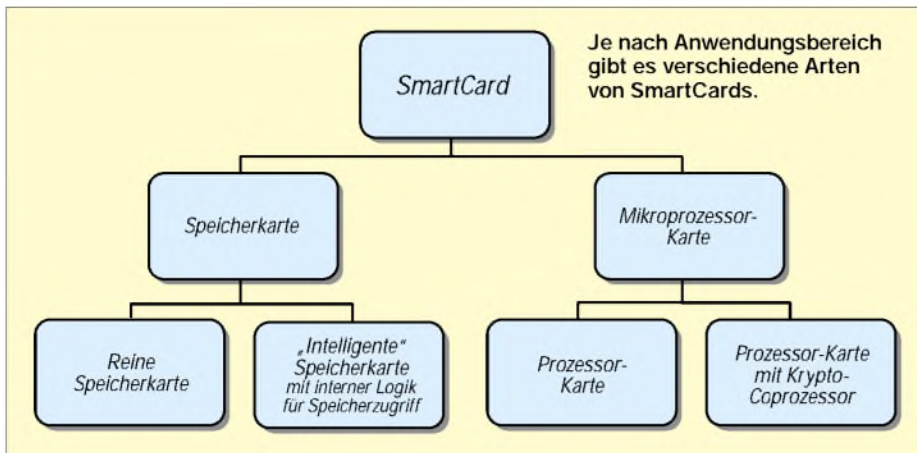 SmartCard
Je nach Anwendungsbereich
gibt es verschiedene Arten
von SmartCards.
Speicherkarte
Mikroprozessor-
Karte
Reine
Speicherkarte
„Intelligente“
Speicherkarte
mit interner Logik
für Speicherzugriff
Prozessor-
Karte
Prozessor-Karte
mit Krypto-
Coprozessor